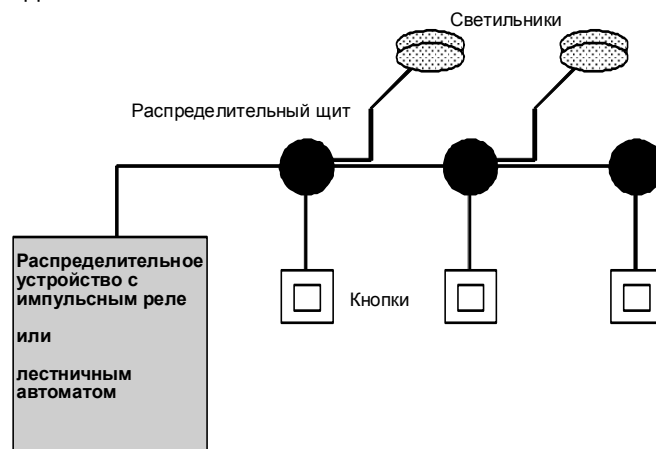 Светильники
Распределительный щит
Распределительное
устройство с
импульсным реле
или
лестничным
автоматом
Кнопки